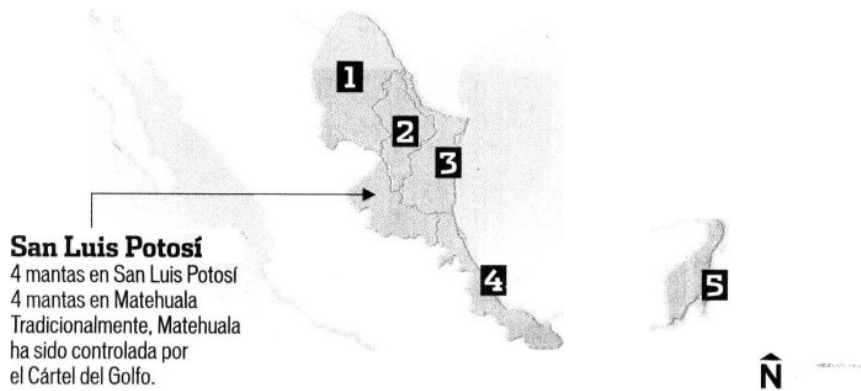 1
2
3
San Luis Potosí
4 mantas en San Luis Potosí
4 mantas en Matehuala
Tradicionalmente, Matehuala
ha sido controlada por
el Cártel del Golfo.
4
5
N